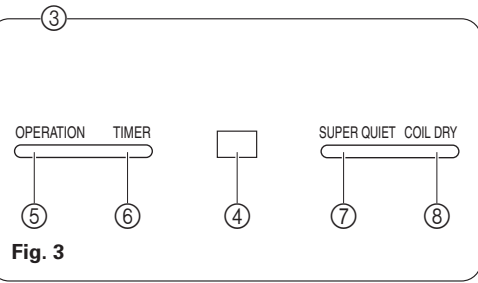 ③
OPERATION TIMER SUPER QUIET COIL DRY
⑤ ⑥ ④ ⑦ ⑧
Fig. 3